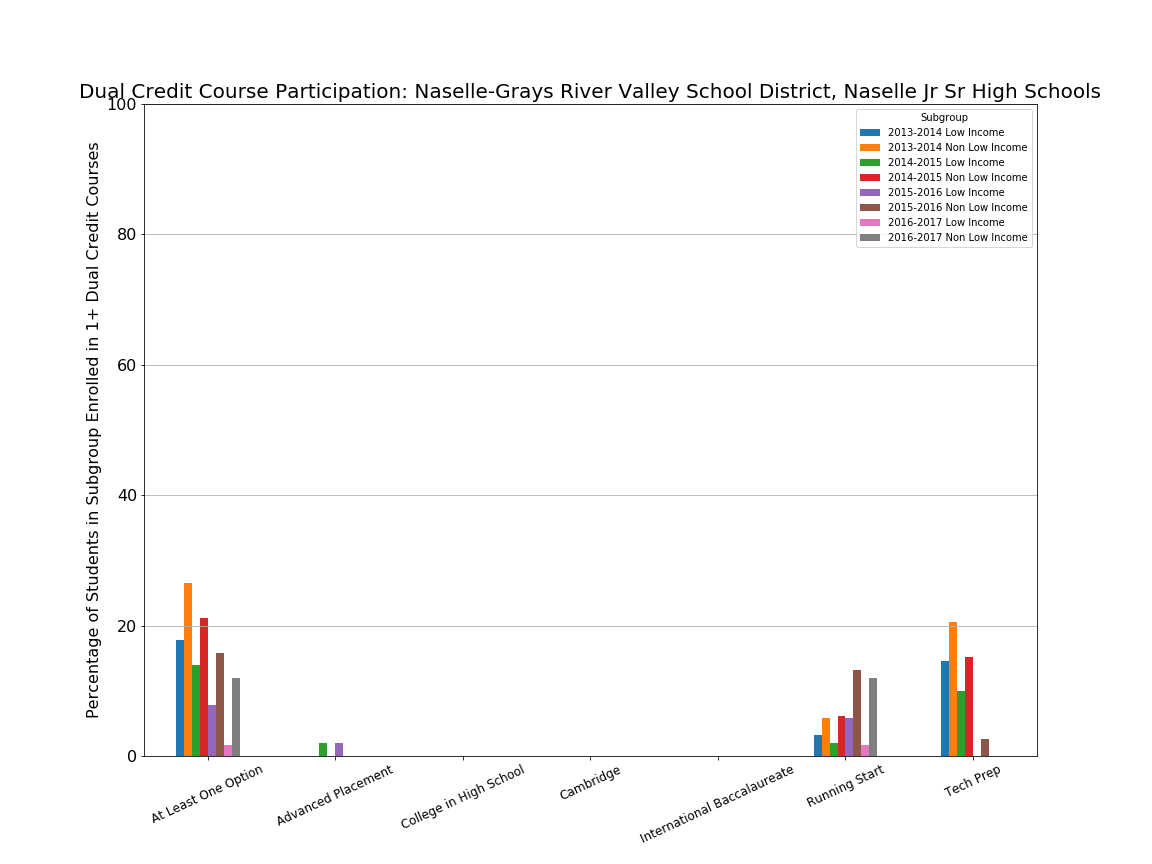 Dual Credit Course Participation: Naselle-Grays River Valley School District, Naselle Jr Sr High Schools
Percentage of Students in Subgroup Enrolled in 1+ Dual Credit Courses
100
80
60
40
20
0
Subgroup
2013-2014 Low Income
2013-2014 Non Low Income
2014-2015 Low Income
2014-2015 Non Low Income
2015-2016 Low Income
2015-2016 Non Low Income
2016-2017 Low Income
2016-2017 Non Low Income
At Least One Option
Advanced Placement
College in High School
Cambridge
International Baccalaureate
Running Start
Tech Prep